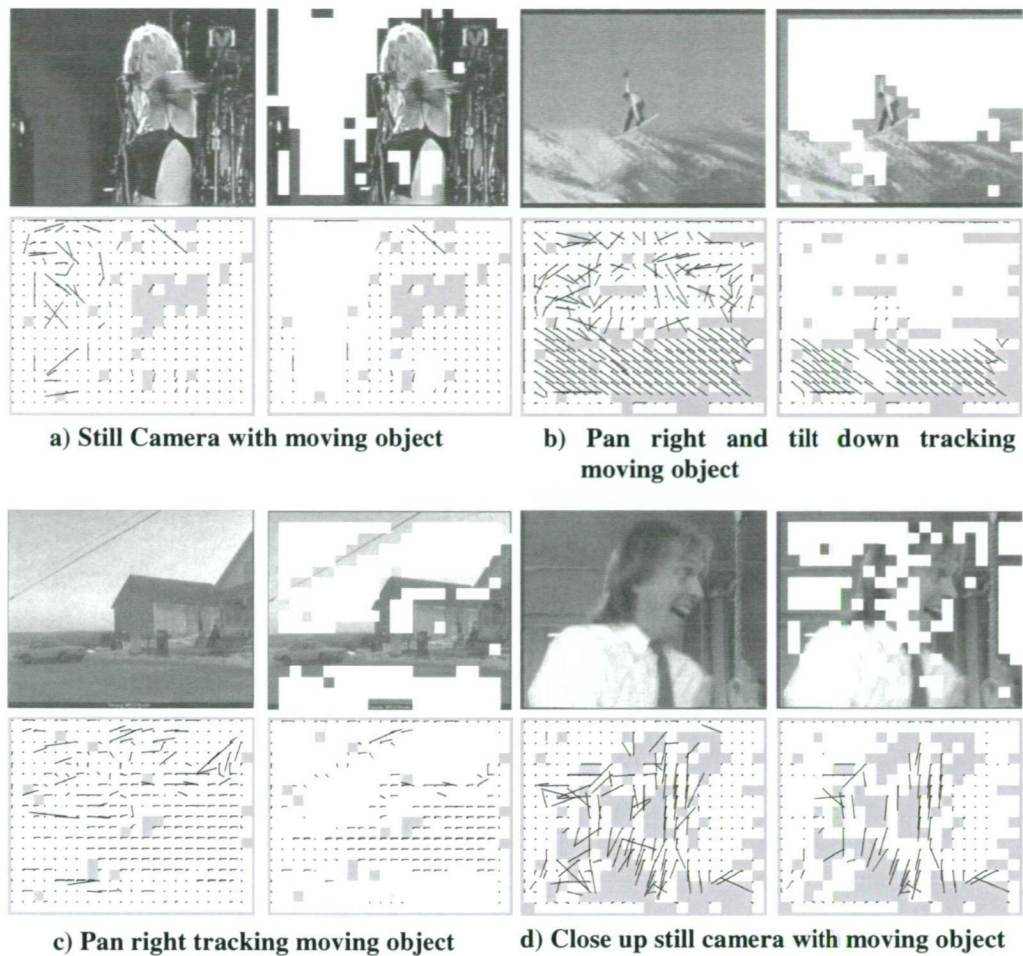 a) Still Camera with moving object
b) Pan right and tilt down tracking
moving object
c) Pan right tracking moving object
d) Close up still camera with moving object